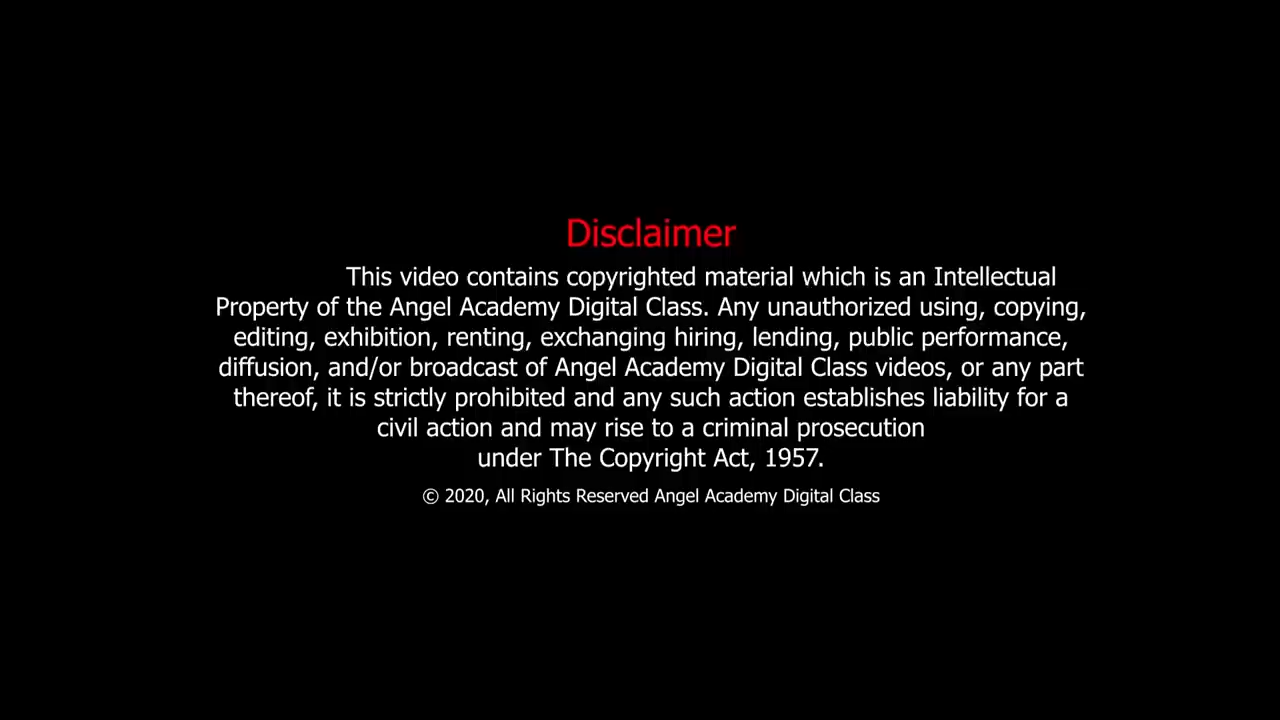 Disclaimer
This video contains copyrighted material which is an Intellectual
Property of the Angel Academy Digital Class. Any unauthorized using, copying,
editing, exhibition, renting, exchanging hiring, lending, public performance,
diffusion, and/or broadcast of Angel Academy Digital Class videos, or any part
thereof, it is strictly prohibited and any such action establishes liability for a
civil action and may rise to a criminal prosecution
under The Copyright Act, 1957.
© 2020, All Rights Reserved Angel Academy Digital Class